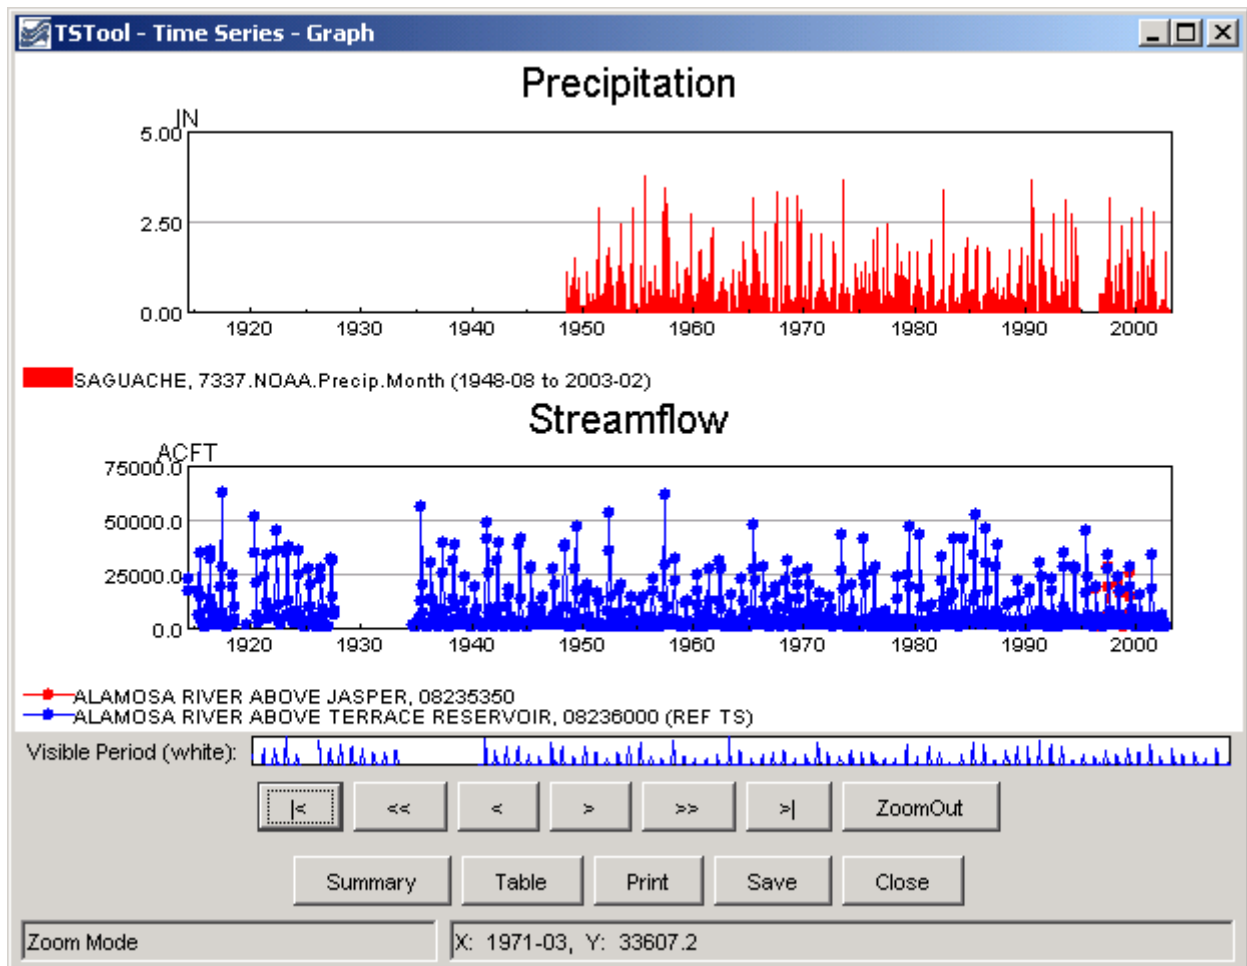 TSTool - Time Series - Graph
Precipitation
IN
5.00
2.50
0.00
1920 1930 1940 1950 1960 1970 1980 1990 2000
SAGUACHE, 7337.NOAA.Precip.Month (1948-08 to 2003-02)
Streamflow
ACFT
75000.0
50000.0
25000.0
0.0
1920 1930 1940 1950 1960 1970 1980 1990 2000
ALAMOSA RIVER ABOVE JASPER, 08235350
ALAMOSA RIVER ABOVE TERRACE RESERVOIR, 08236000 (REF TS)
Visible Period (white):
|< << < > >> >| ZoomOut
Summary Table Print Save Close
Zoom Mode X: 1971-03, Y: 33607.2